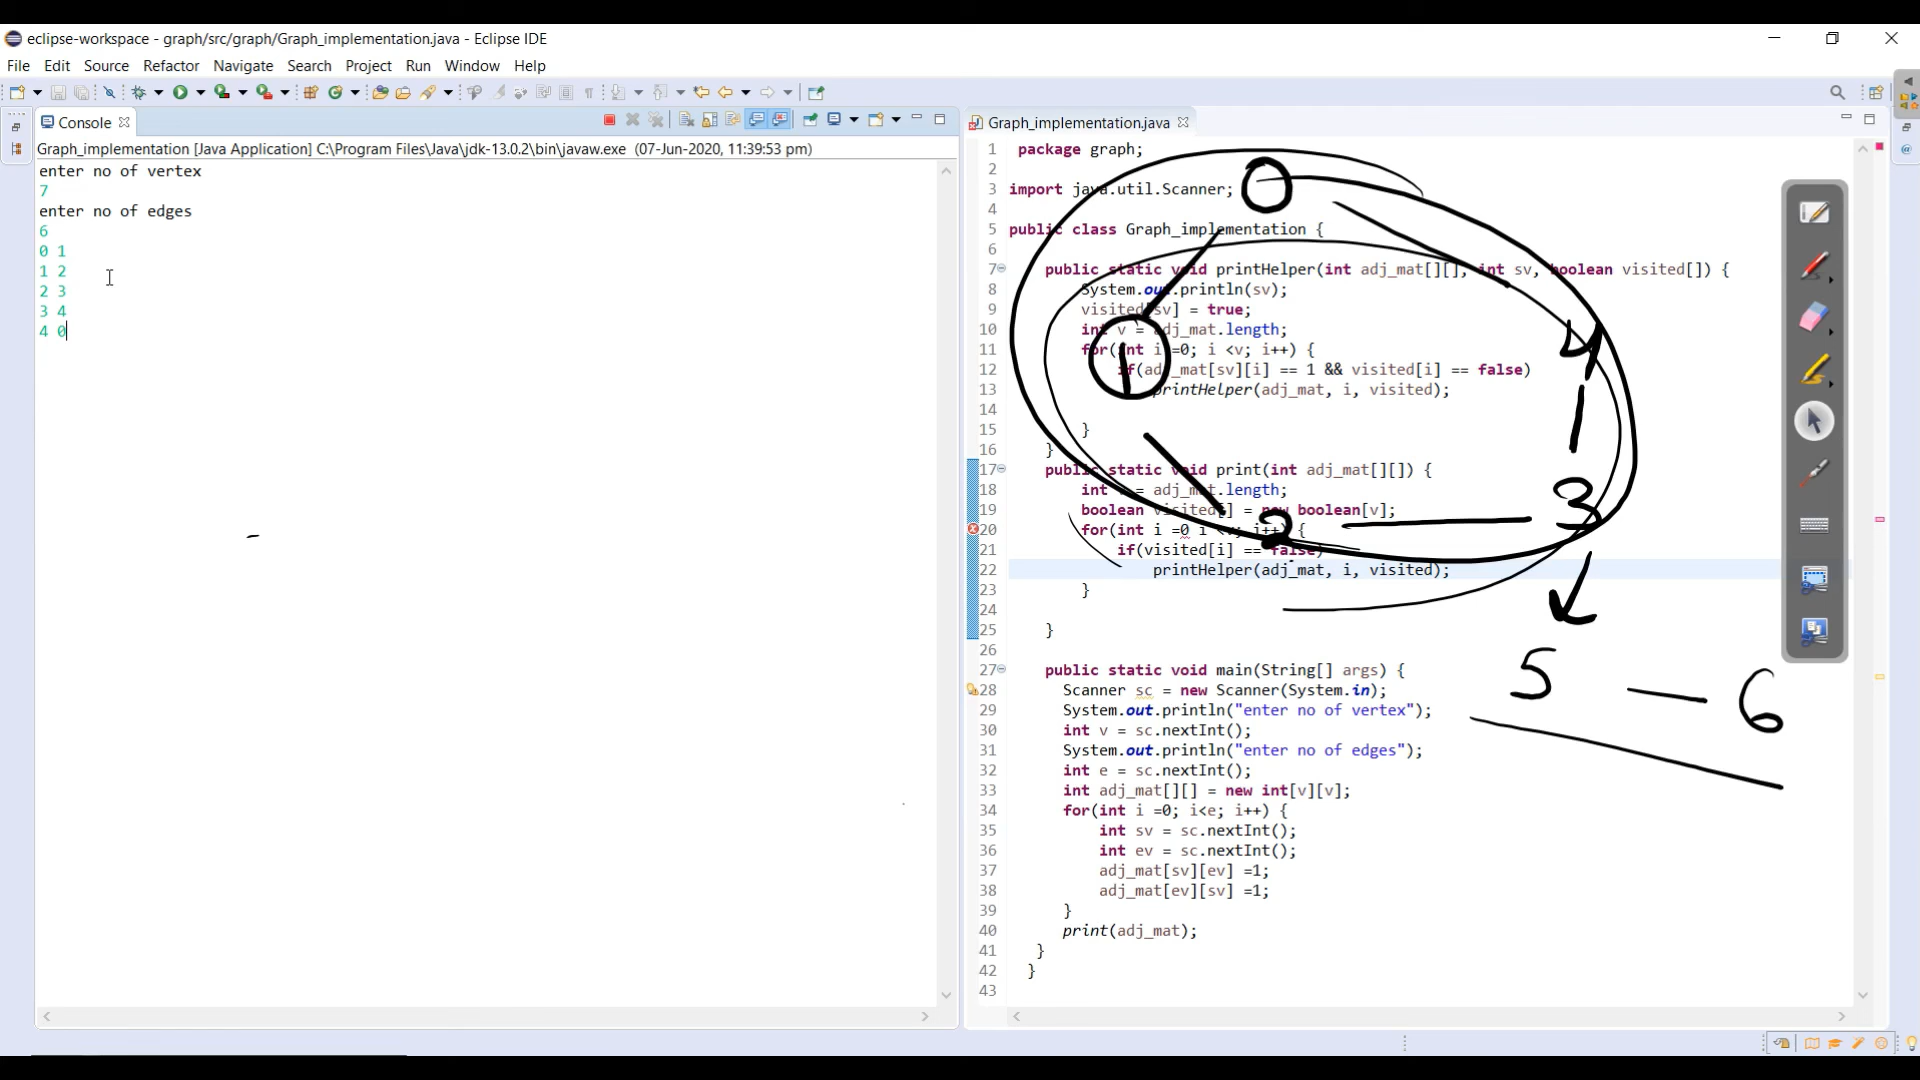 eclipse-workspace - graph/src/graph/Graph_implementation.java - Eclipse IDE
File Edit Source Refactor Navigate Search Project Run Window Help
Console
Graph_implementation [Java Application] C:\Program Files\Java\jdk-13.0.2\bin\javaw.exe (07-Jun-2020, 11:39:53 pm)
enter no of vertex
7
enter no of edges
6
0 1
1 2
2 3
3 4
4 0
Graph_implementation.java
1 package graph;
2
3 import java.util.Scanner;
4
5 public class Graph_implementation {
6
7 public static void printHelper(int adj_mat[][], int sv, boolean visited[]) {
8 System.out.println(sv);
9 visited[sv] = true;
10 int v = adj_mat.length;
11 for(int i =0; i <v; i++) {
12 if(adj_mat[sv][i] == 1 && visited[i] == false)
13 printHelper(adj_mat, i, visited);
14
15 }
16 }
17 public static void print(int adj_mat[][]) {
18 int v = adj_mat.length;
19 boolean visited[] = new boolean[v];
20 for(int i =0 i <v; i++) {
21 if(visited[i] == false)
22 printHelper(adj_mat, i, visited);
23 }
24
25 }
26
27 public static void main(String[] args) {
28 Scanner sc = new Scanner(System.in);
29 System.out.println("enter no of vertex");
30 int v = sc.nextInt();
31 System.out.println("enter no of edges");
32 int e = sc.nextInt();
33 int adj_mat[][] = new int[v][v];
34 for(int i =0; i<e; i++) {
35 int sv = sc.nextInt();
36 int ev = sc.nextInt();
37 adj_mat[sv][ev] =1;
38 adj_mat[ev][sv] =1;
39 }
40 print(adj_mat);
41 }
42 }
43
0
1
4
3
2
5 — 6